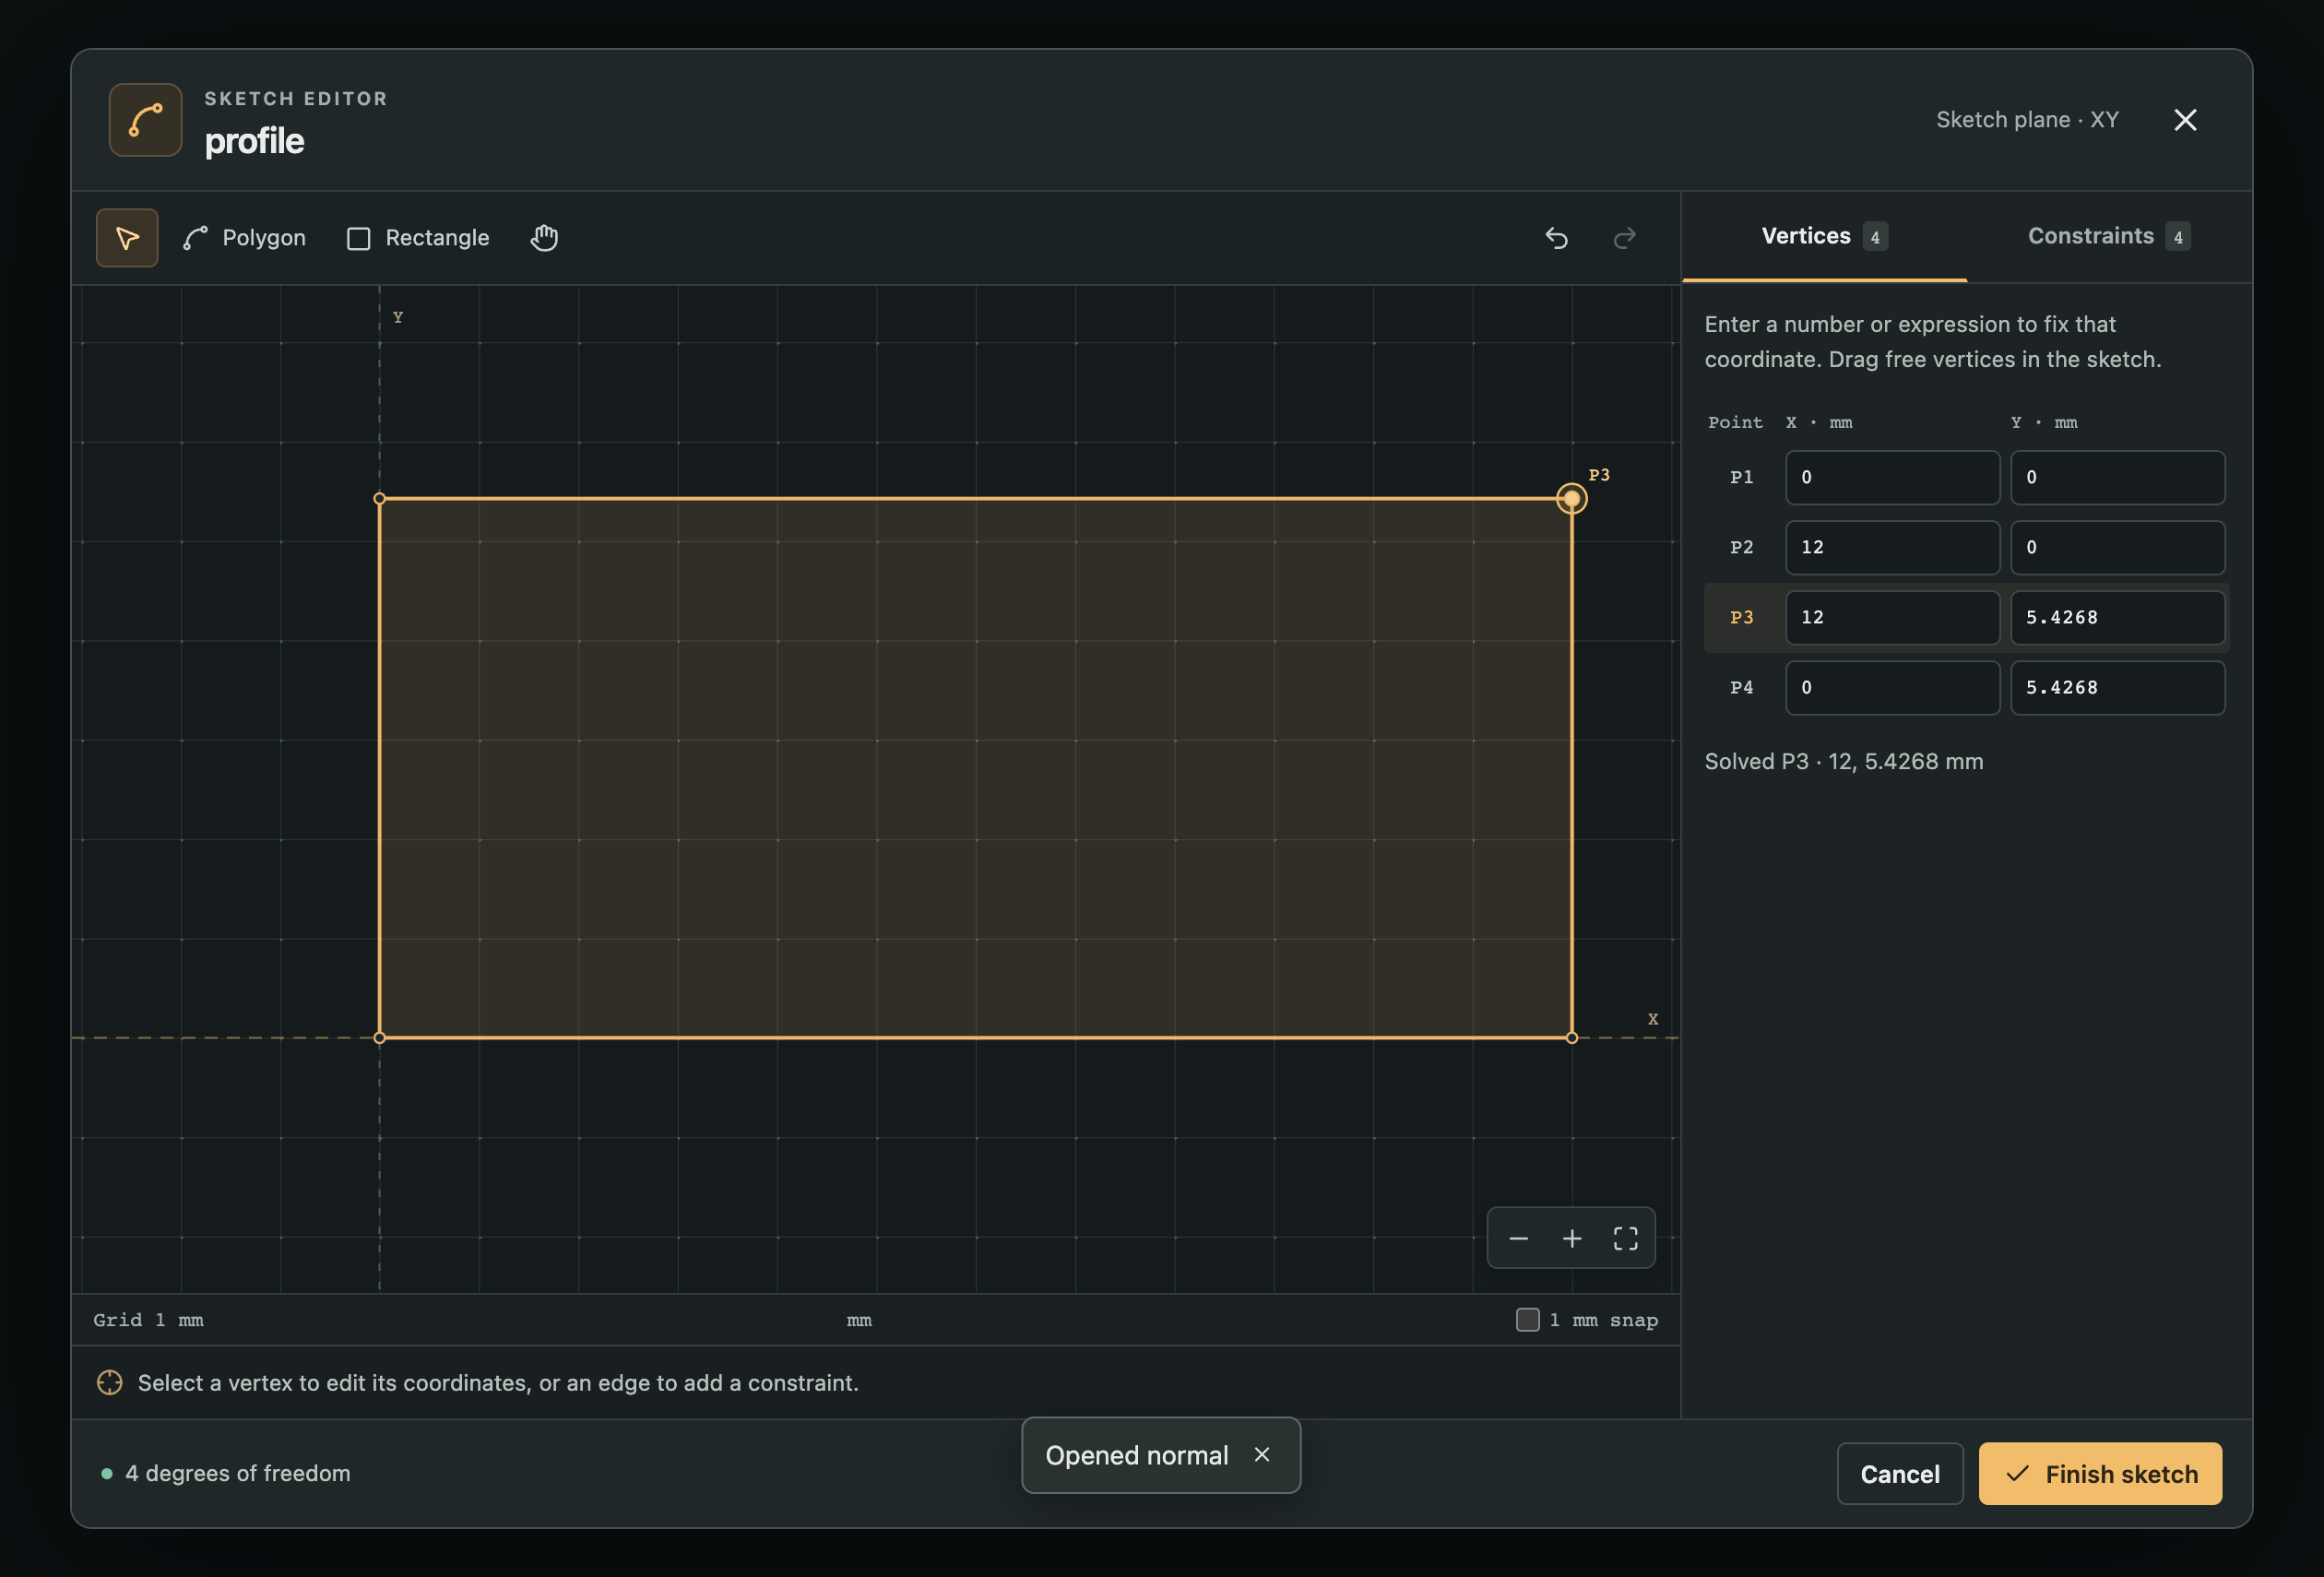 SKETCH EDITOR
profile
Sketch plane · XY
Polygon
Rectangle
Vertices 4
Constraints 4
Y
P3
X
Enter a number or expression to fix that
coordinate. Drag free vertices in the sketch.
Point X · mm Y · mm
P1 0 0
P2 12 0
P3 12 5.4268
P4 0 5.4268
Solved P3 · 12, 5.4268 mm
Grid 1 mm
mm
1 mm snap
Select a vertex to edit its coordinates, or an edge to add a constraint.
4 degrees of freedom
Opened normal
Cancel
Finish sketch